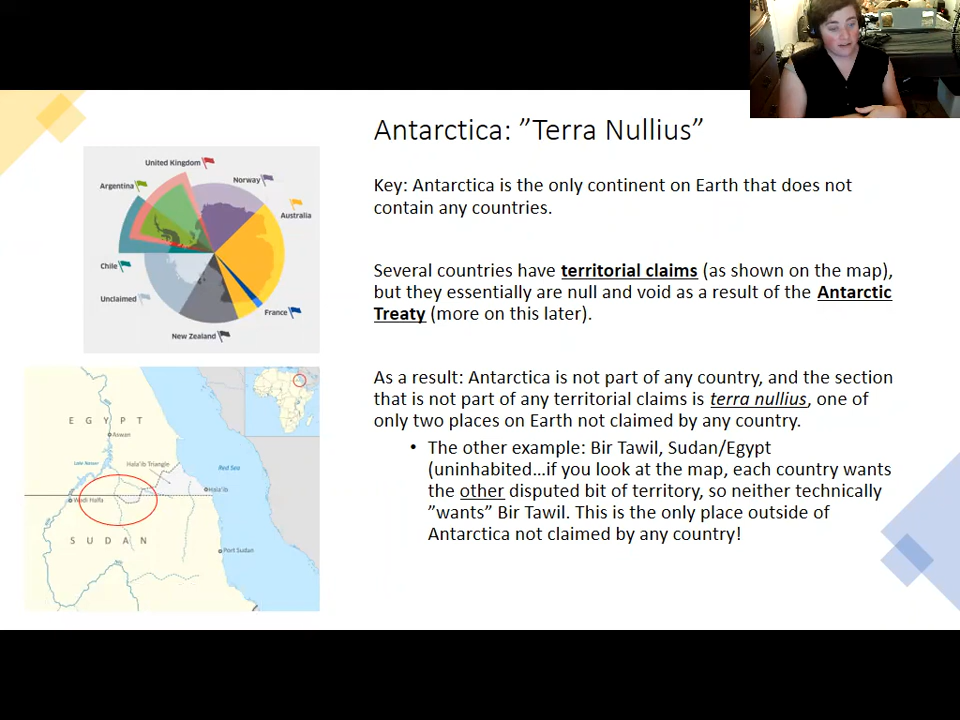 Antarctica: ”Terra Nullius”
Key: Antarctica is the only continent on Earth that does not
contain any countries.
Several countries have territorial claims (as shown on the map),
but they essentially are null and void as a result of the Antarctic
Treaty (more on this later).
As a result: Antarctica is not part of any country, and the section
that is not part of any territorial claims is terra nullius, one of
only two places on Earth not claimed by any country.
• The other example: Bir Tawil, Sudan/Egypt
(uninhabited…if you look at the map, each country wants
the other disputed bit of territory, so neither technically
”wants” Bir Tawil. This is the only place outside of
Antarctica not claimed by any country!
United Kingdom
Norway
Argentina
Australia
Chile
Unclaimed
France
New Zealand
EGYPT
Aswan
Lake Nasser
Hala'ib Triangle
Red Sea
Hala'ib
Wadi Halfa
SUDAN
Port Sudan